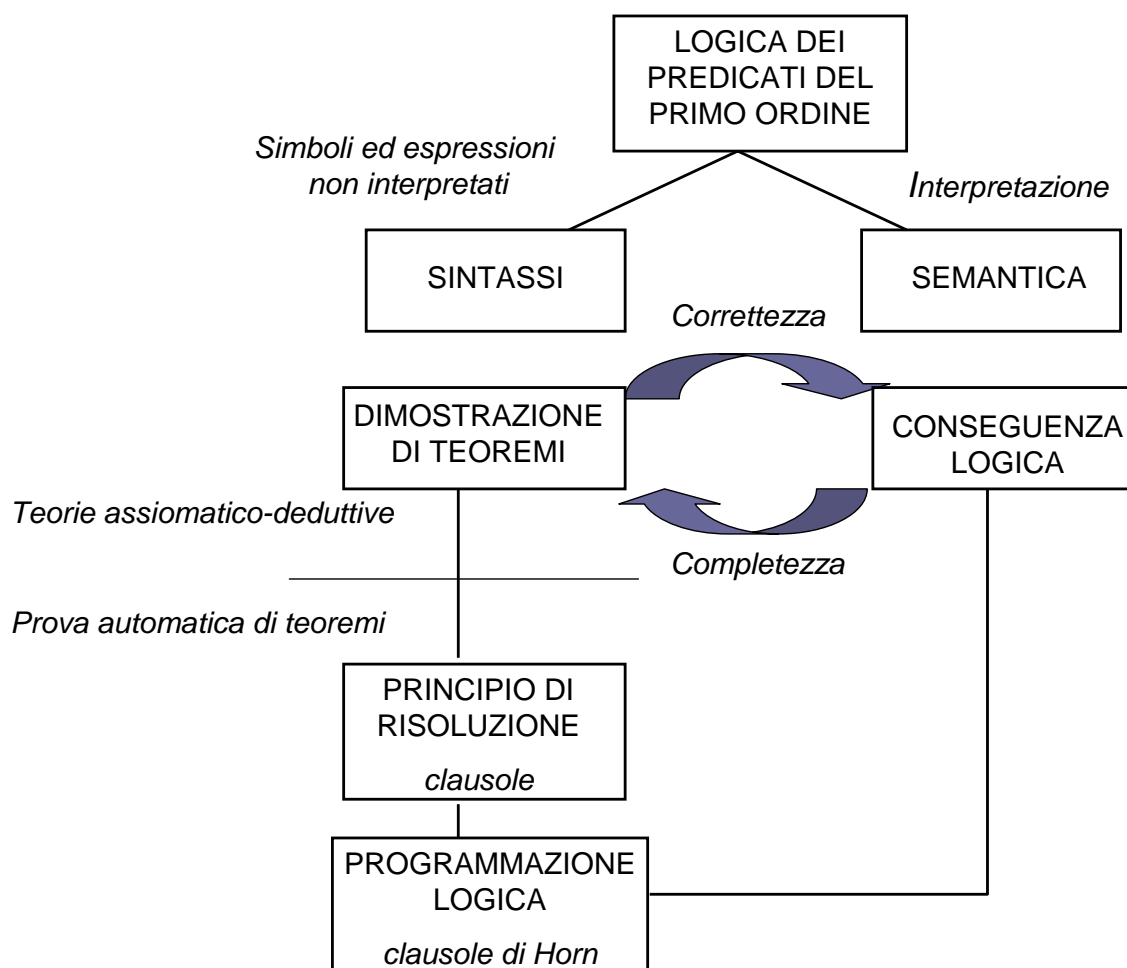 LOGICA DEI
PREDICATI DEL
PRIMO ORDINE
Simboli ed espressioni
non interpretati
Interpretazione
SINTASSI
SEMANTICA
Correttezza
DIMOSTRAZIONE
DI TEOREMI
CONSEGUENZA
LOGICA
Teorie assiomatico-deduttive
Completezza
Prova automatica di teoremi
PRINCIPIO DI
RISOLUZIONE
clausole
PROGRAMMAZIONE
LOGICA
clausole di Horn